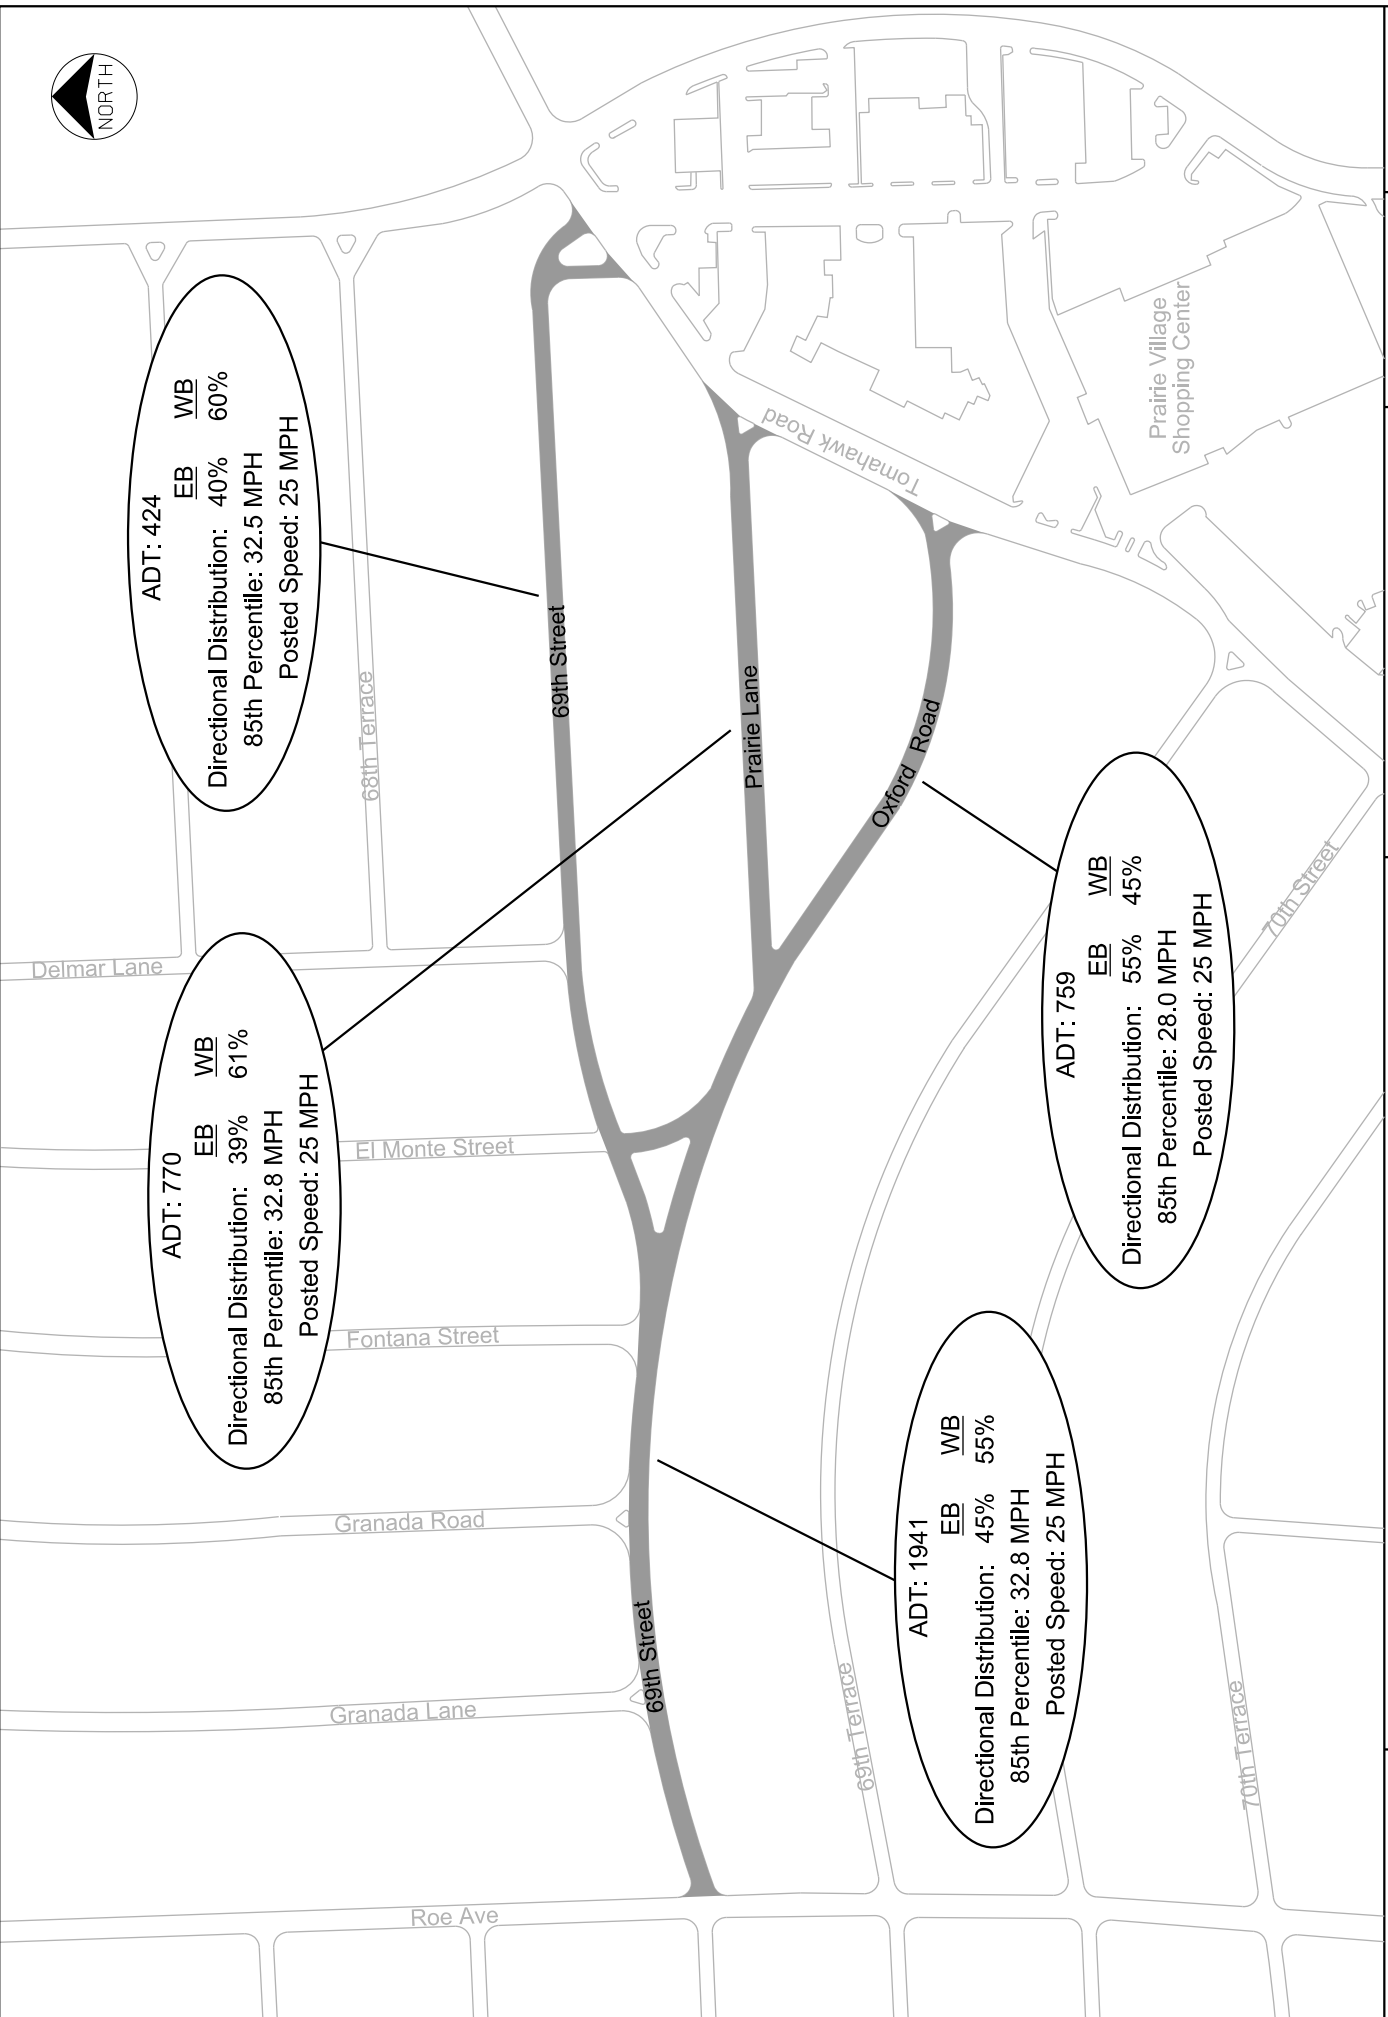 NORTH
ADT: 424
EB WB
Directional Distribution: 40% 60%
85th Percentile: 32.5 MPH
Posted Speed: 25 MPH
ADT: 770
EB WB
Directional Distribution: 39% 61%
85th Percentile: 32.8 MPH
Posted Speed: 25 MPH
ADT: 1941
EB WB
Directional Distribution: 45% 55%
85th Percentile: 32.8 MPH
Posted Speed: 25 MPH
ADT: 759
EB WB
Directional Distribution: 55% 45%
85th Percentile: 28.0 MPH
Posted Speed: 25 MPH
Roe Ave
Granada Lane
Granada Road
Fontana Street
El Monte Street
Delmar Lane
68th Terrace
69th Street
69th Street
Prairie Lane
Oxford Road
Tomahawk Road
Prairie Village
Shopping Center
69th Terrace
70th Street
70th Terrace